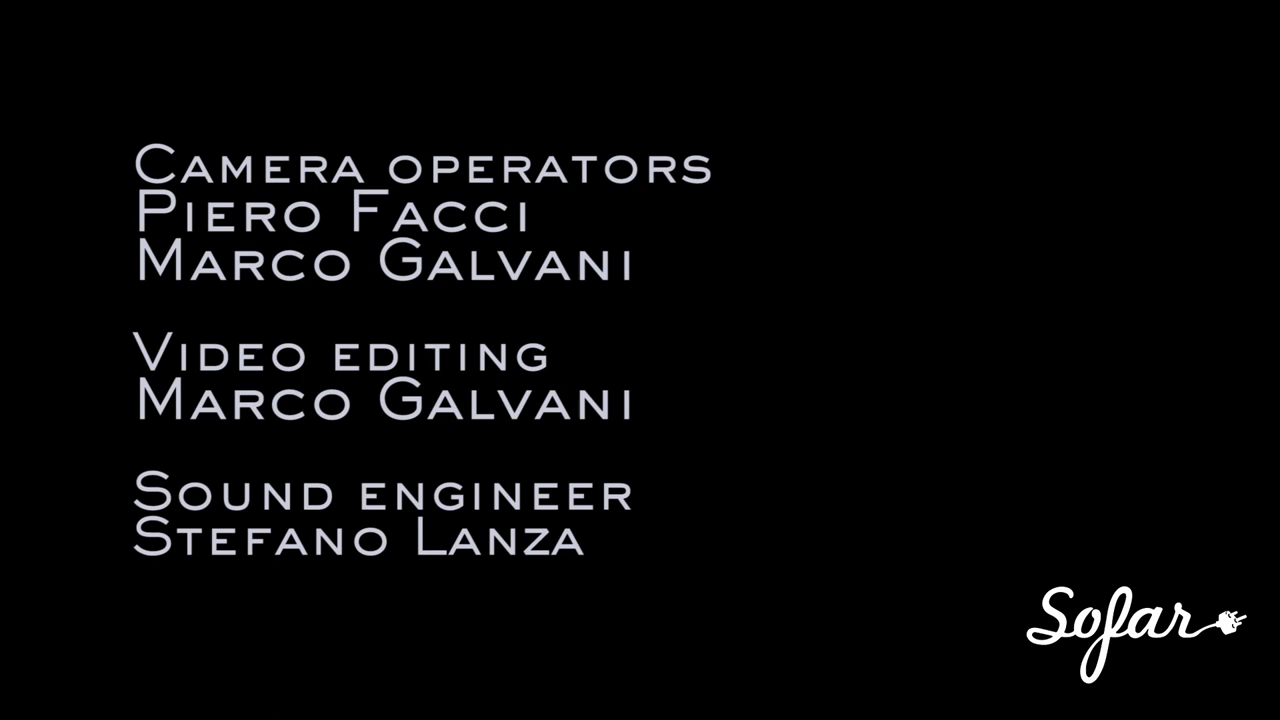 Camera operators
Piero Facci
Marco Galvani
Video editing
Marco Galvani
Sound engineer
Stefano Lanza
Sofar